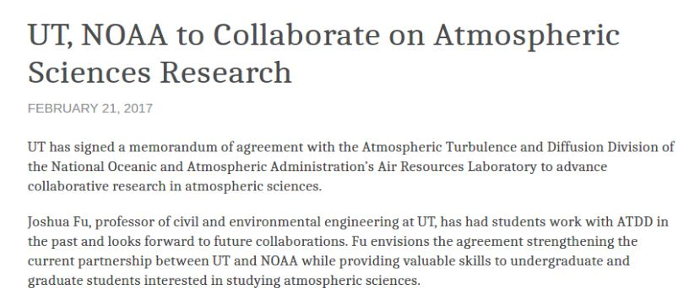 UT, NOAA to Collaborate on Atmospheric
Sciences Research
FEBRUARY 21, 2017
UT has signed a memorandum of agreement with the Atmospheric Turbulence and Diffusion Division of
the National Oceanic and Atmospheric Administration's Air Resources Laboratory to advance
collaborative research in atmospheric sciences.
Joshua Fu, professor of civil and environmental engineering at UT, has had students work with ATDD in
the past and looks forward to future collaborations. Fu envisions the agreement strengthening the
current partnership between UT and NOAA while providing valuable skills to undergraduate and
graduate students interested in studying atmospheric sciences.